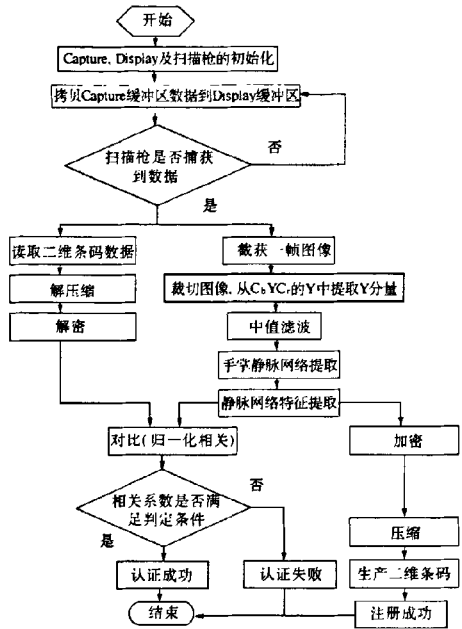 开始
Capture, Display及扫描枪的初始化
拷贝Capture缓冲区数据到Display缓冲区
扫描枪是否捕获
到数据
否
是
读取二维条码数据
截获一帧图像
解压缩
裁切图像,从CbYCr的Y中提取Y分量
解密
中值滤波
手掌静脉网络提取
静脉网络特征提取
对比(归一化相关)
加密
相关系数是否满
足判定条件
否
是
压缩
认证成功
认证失败
生产二维条码
结束
注册成功